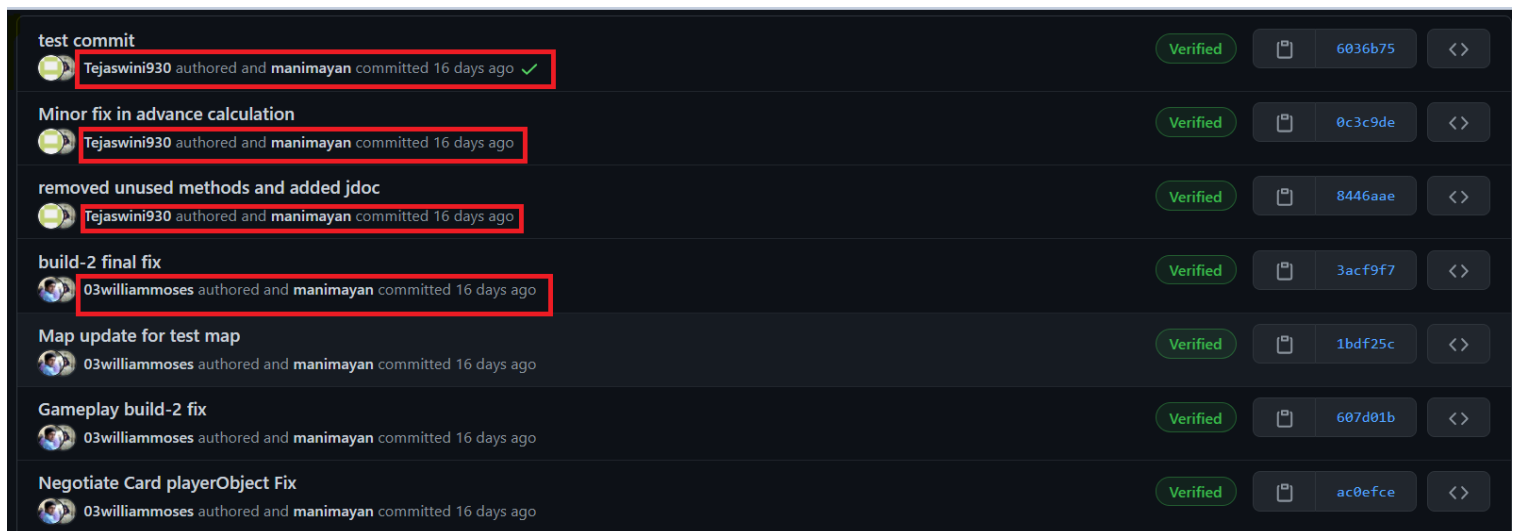 test commit
Tejaswini930 authored and manimayan committed 16 days ago
Verified
6036b75
Minor fix in advance calculation
Tejaswini930 authored and manimayan committed 16 days ago
Verified
0c3c9de
removed unused methods and added jdoc
Tejaswini930 authored and manimayan committed 16 days ago
Verified
8446aae
build-2 final fix
03williammoses authored and manimayan committed 16 days ago
Verified
3acf9f7
Map update for test map
03williammoses authored and manimayan committed 16 days ago
Verified
1bdf25c
Gameplay build-2 fix
03williammoses authored and manimayan committed 16 days ago
Verified
607d01b
Negotiate Card playerObject Fix
03williammoses authored and manimayan committed 16 days ago
Verified
ac0efce